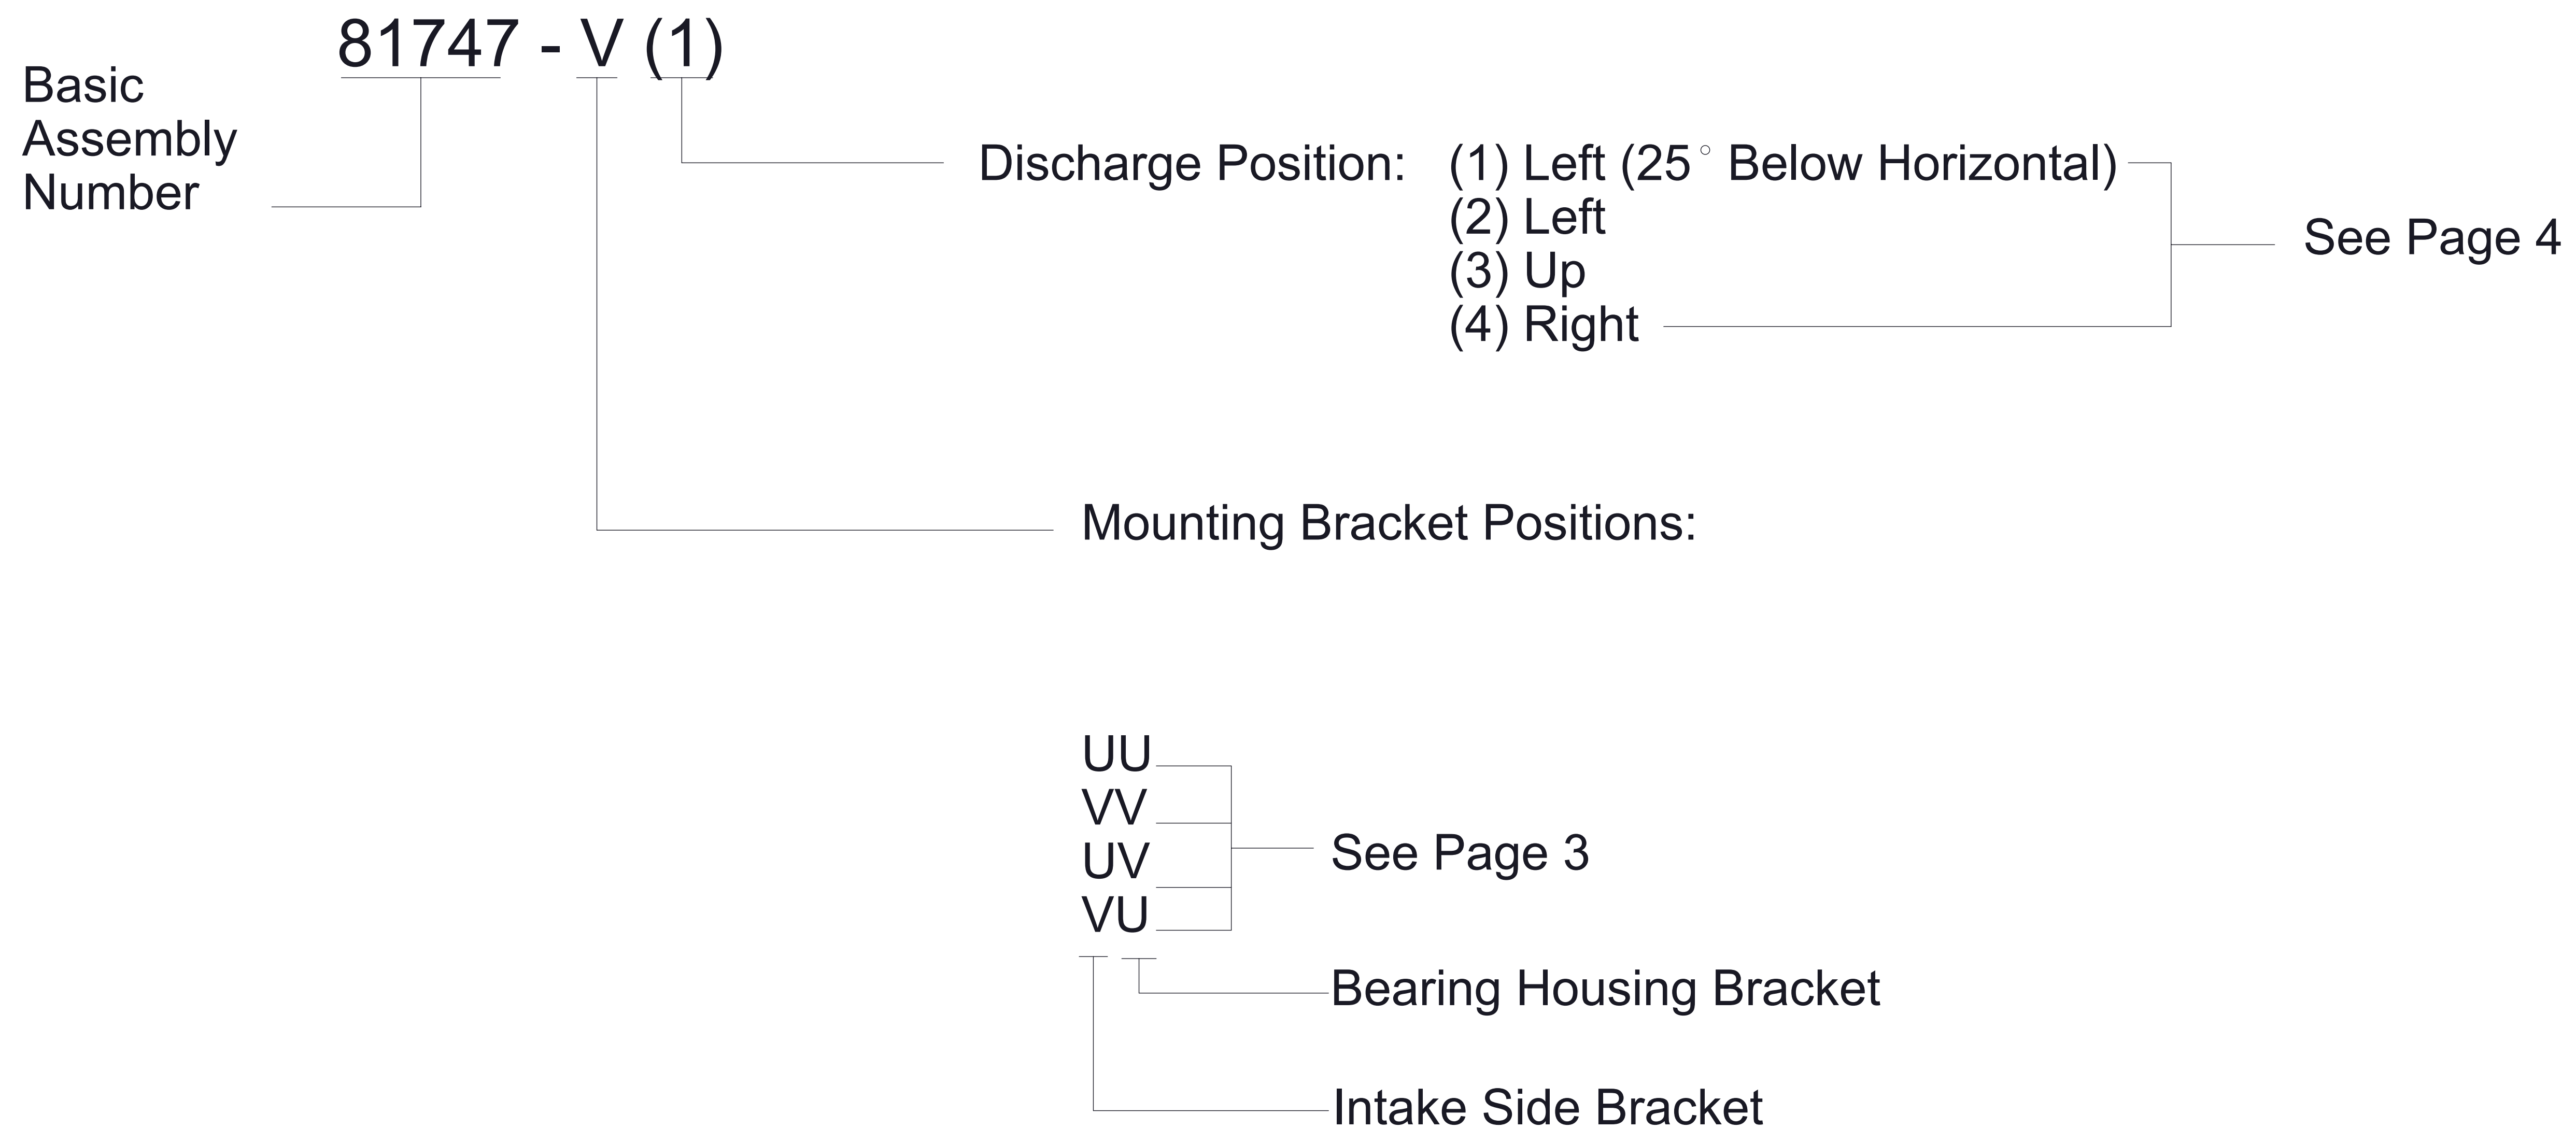 81747 - V (1)
Basic
Assembly
Number
Discharge Position: (1) Left (25° Below Horizontal)
(2) Left
(3) Up
(4) Right
See Page 4
Mounting Bracket Positions:
UU
VV
UV
VU
See Page 3
Bearing Housing Bracket
Intake Side Bracket